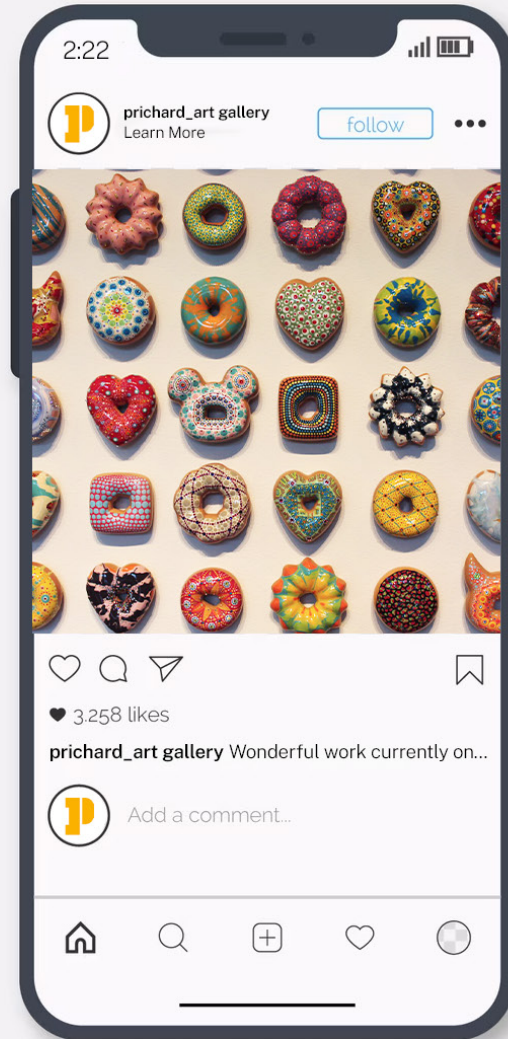 2:22
prichard_art gallery
Learn More
follow
3.258 likes
prichard_art gallery Wonderful work currently on...
Add a comment...